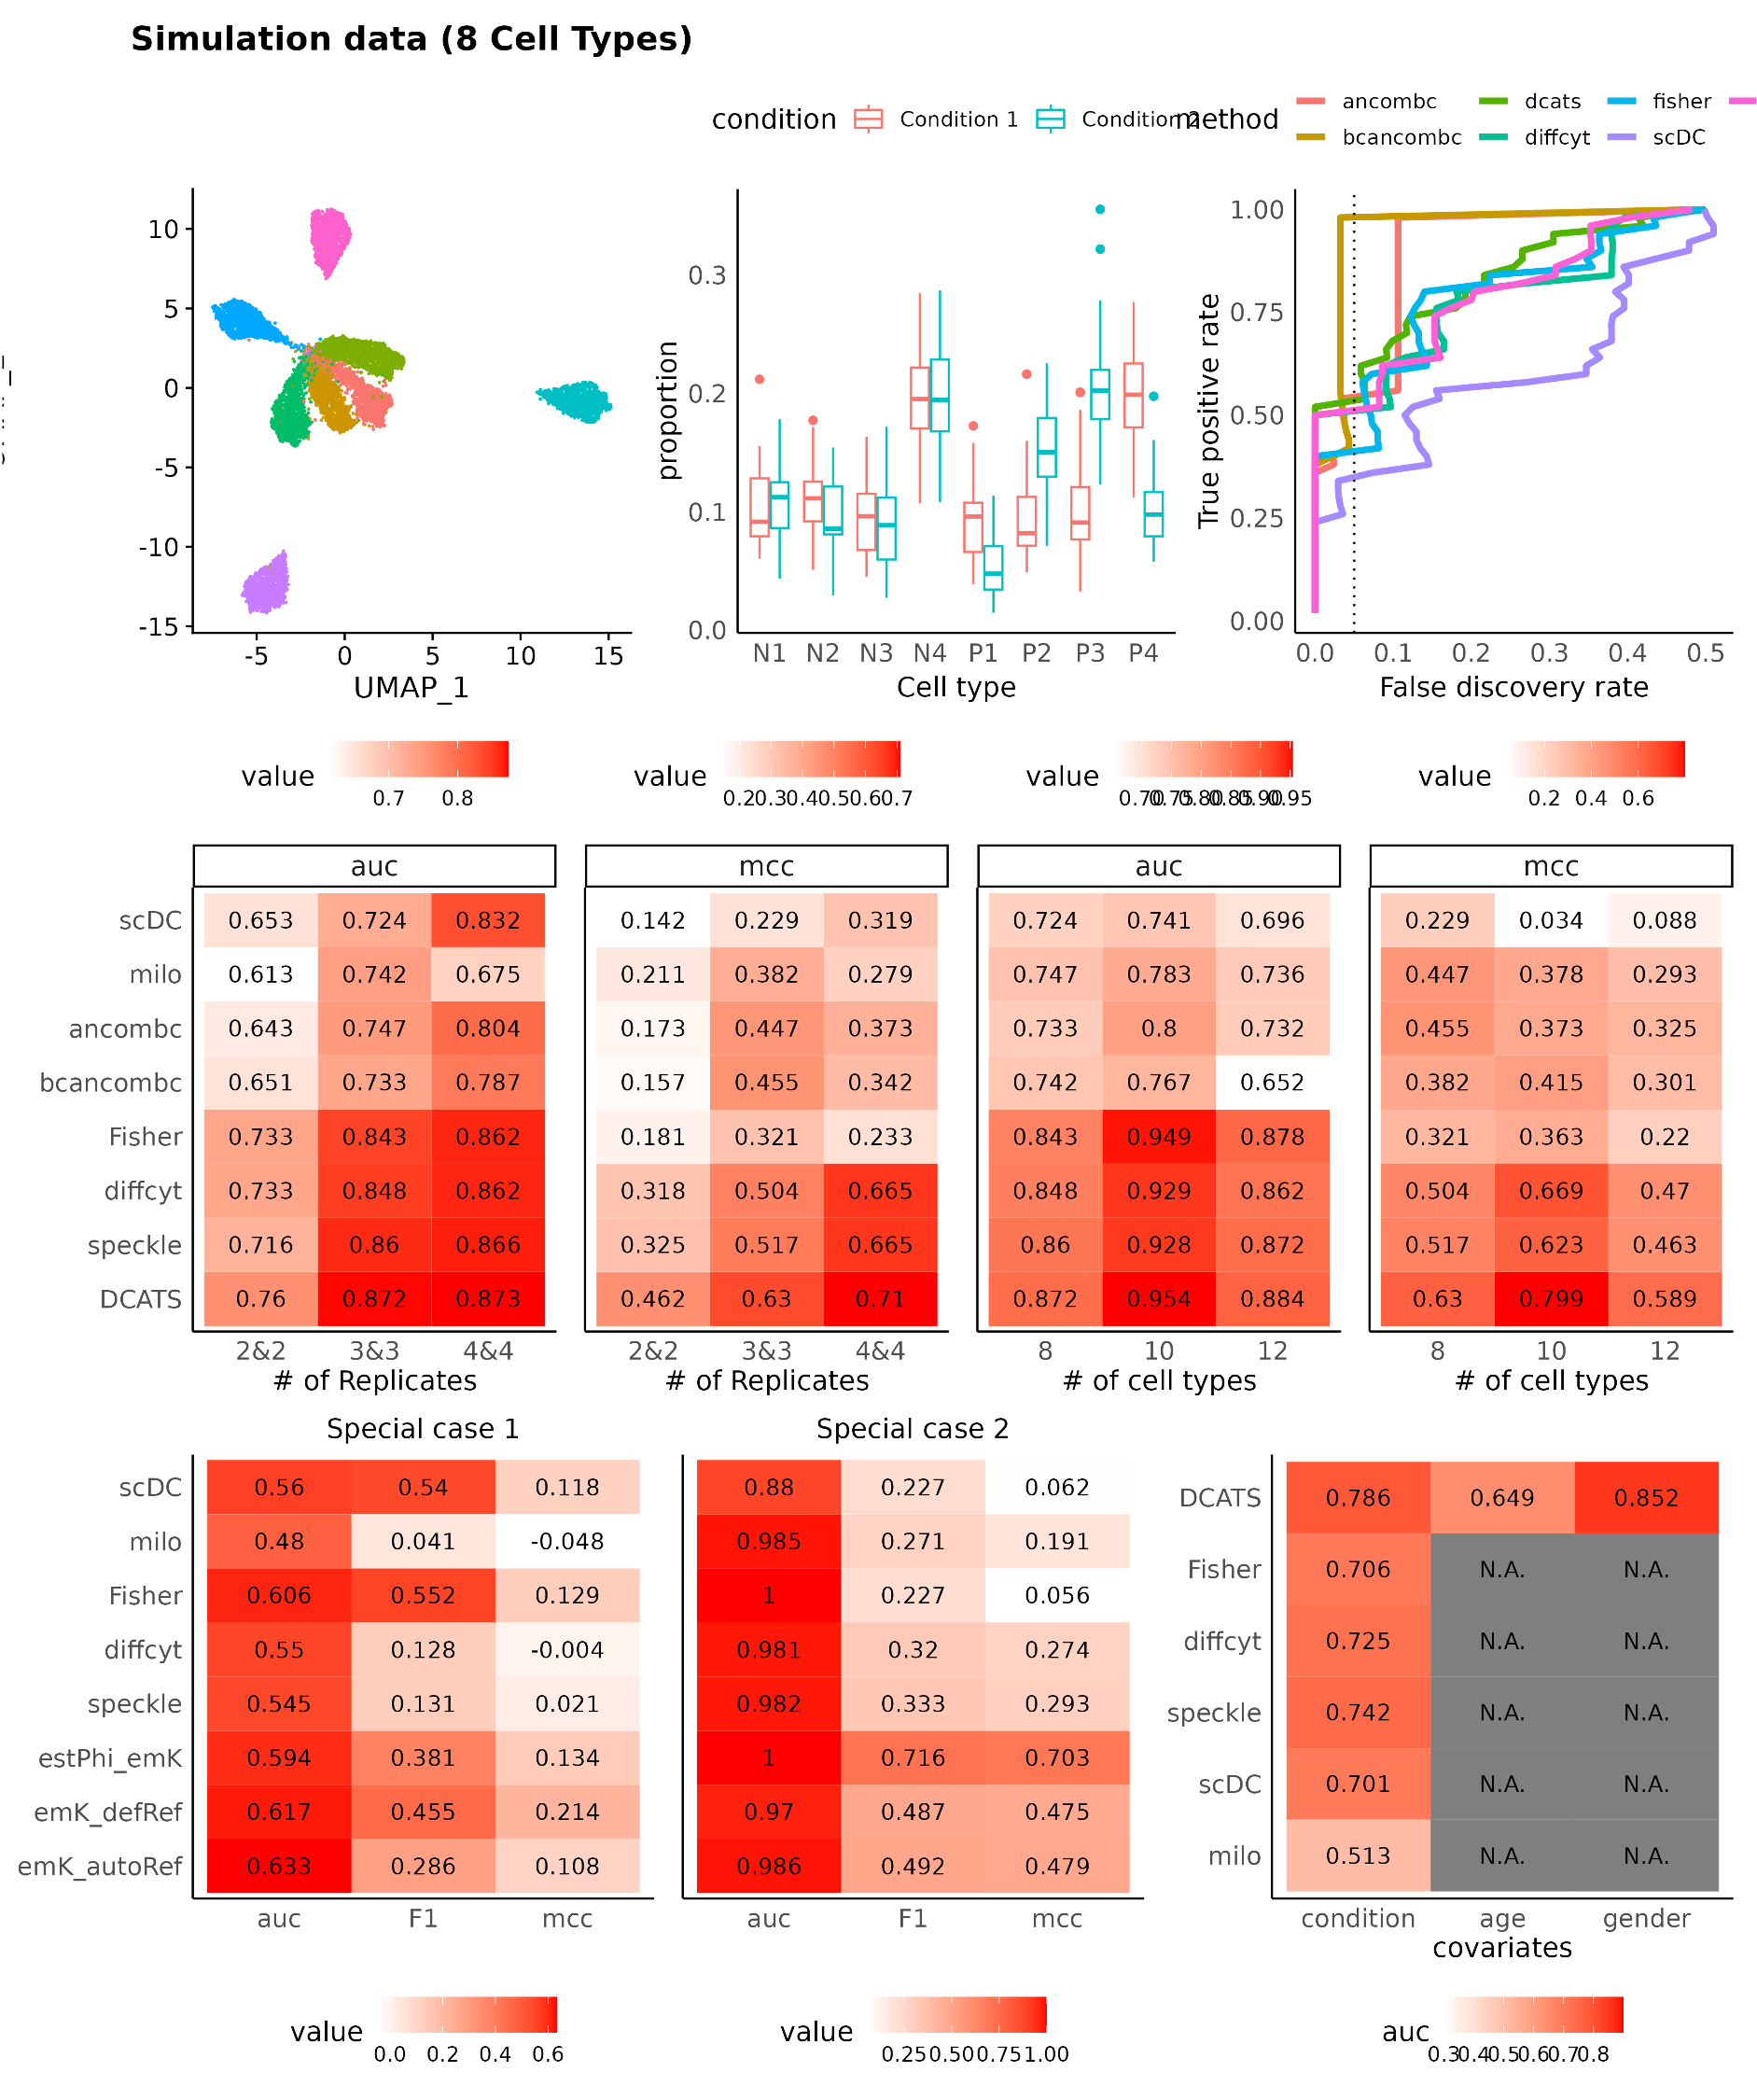 Simulation data (8 Cell Types)
condition Condition 1 Condition 2
method ancombc dcats fisher
bcancombc diffcyt scDC
10
5
0
-5
-10
-15
-5 0 5 10 15
UMAP_1
proportion
0.3
0.2
0.1
0.0
N1 N2 N3 N4 P1 P2 P3 P4
Cell type
True positive rate
1.00
0.75
0.50
0.25
0.00
0.0 0.1 0.2 0.3 0.4 0.5
False discovery rate
value 0.7 0.8
value 0.2 0.3 0.4 0.5 0.6 0.7
value 0.70 0.75 0.80 0.85 0.90 0.95
value 0.2 0.4 0.6
auc mcc auc mcc
scDC 0.653 0.724 0.832 0.142 0.229 0.319 0.724 0.741 0.696 0.229 0.034 0.088
milo 0.613 0.742 0.675 0.211 0.382 0.279 0.747 0.783 0.736 0.447 0.378 0.293
ancombc 0.643 0.747 0.804 0.173 0.447 0.373 0.733 0.8 0.732 0.455 0.373 0.325
bcancombc 0.651 0.733 0.787 0.157 0.455 0.342 0.742 0.767 0.652 0.382 0.415 0.301
Fisher 0.733 0.843 0.862 0.181 0.321 0.233 0.843 0.949 0.878 0.321 0.363 0.22
diffcyt 0.733 0.848 0.862 0.318 0.504 0.665 0.848 0.929 0.862 0.504 0.669 0.47
speckle 0.716 0.86 0.866 0.325 0.517 0.665 0.86 0.928 0.872 0.517 0.623 0.463
DCATS 0.76 0.872 0.873 0.462 0.63 0.71 0.872 0.954 0.884 0.63 0.799 0.589
2&2 3&3 4&4 2&2 3&3 4&4 8 10 12 8 10 12
# of Replicates # of Replicates # of cell types # of cell types
Special case 1
scDC 0.56 0.54 0.118
milo 0.48 0.041 -0.048
Fisher 0.606 0.552 0.129
diffcyt 0.55 0.128 -0.004
speckle 0.545 0.131 0.021
estPhi_emK 0.594 0.381 0.134
emK_defRef 0.617 0.455 0.214
emK_autoRef 0.633 0.286 0.108
auc F1 mcc
value 0.0 0.2 0.4 0.6
Special case 2
0.88 0.227 0.062
0.985 0.271 0.191
1 0.227 0.056
0.981 0.32 0.274
0.982 0.333 0.293
1 0.716 0.703
0.97 0.487 0.475
0.986 0.492 0.479
auc F1 mcc
value 0.25 0.50 0.75 1.00
DCATS 0.786 0.649 0.852
Fisher 0.706 N.A. N.A.
diffcyt 0.725 N.A. N.A.
speckle 0.742 N.A. N.A.
scDC 0.701 N.A. N.A.
milo 0.513 N.A. N.A.
condition age gender
covariates
auc 0.3 0.4 0.5 0.6 0.7 0.8